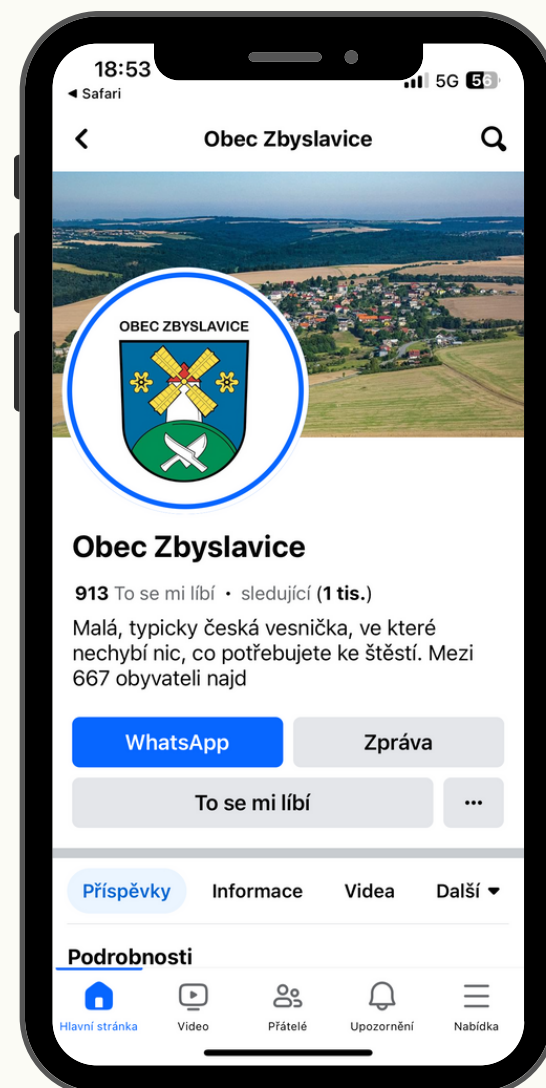 18:53
5G 56
◀ Safari
Obec Zbyslavice
OBEC ZBYSLAVICE
Obec Zbyslavice
913 To se mi líbí • sledující (1 tis.)
Malá, typicky česká vesnička, ve které
nechybí nic, co potřebujete ke štěstí. Mezi
667 obyvateli najd
WhatsApp
Zpráva
To se mi líbí
Příspěvky Informace Videa Další
Podrobnosti
Hlavní stránka Video Přátelé Upozornění Nabídka